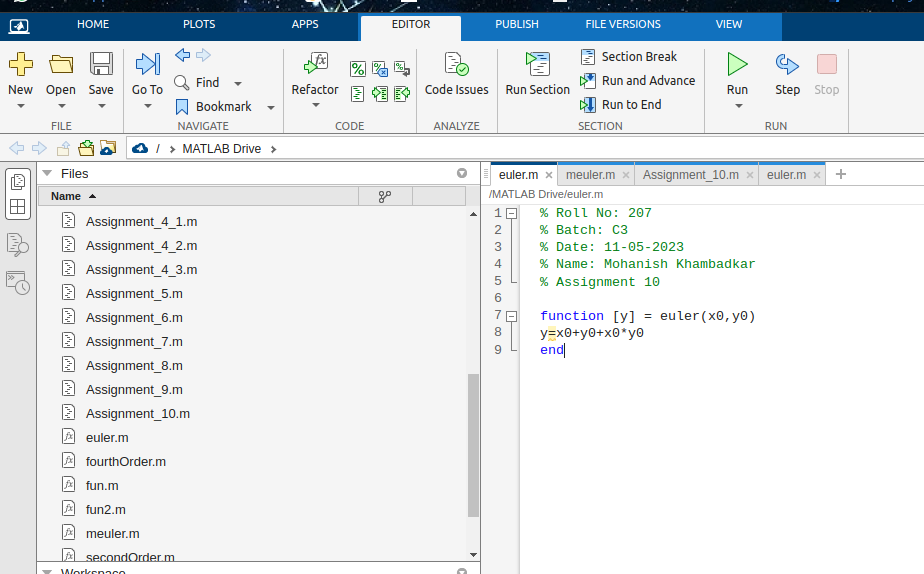 HOME PLOTS APPS EDITOR PUBLISH FILE VERSIONS VIEW
New Open Save Go To Find Bookmark Refactor Code Issues Run Section Section Break Run and Advance Run to End Run Step Stop
FILE NAVIGATE CODE ANALYZE SECTION RUN
/ MATLAB Drive
Files
Name
Assignment_4_1.m
Assignment_4_2.m
Assignment_4_3.m
Assignment_5.m
Assignment_6.m
Assignment_7.m
Assignment_8.m
Assignment_9.m
Assignment_10.m
euler.m
fourthOrder.m
fun.m
fun2.m
meuler.m
secondOrder.m
Workspace
euler.m meuler.m Assignment_10.m euler.m
/MATLAB Drive/euler.m
1 % Roll No: 207
2 % Batch: C3
3 % Date: 11-05-2023
4 % Name: Mohanish Khambadkar
5 % Assignment 10
6
7 function [y] = euler(x0,y0)
8 y=x0+y0+x0*y0
9 end